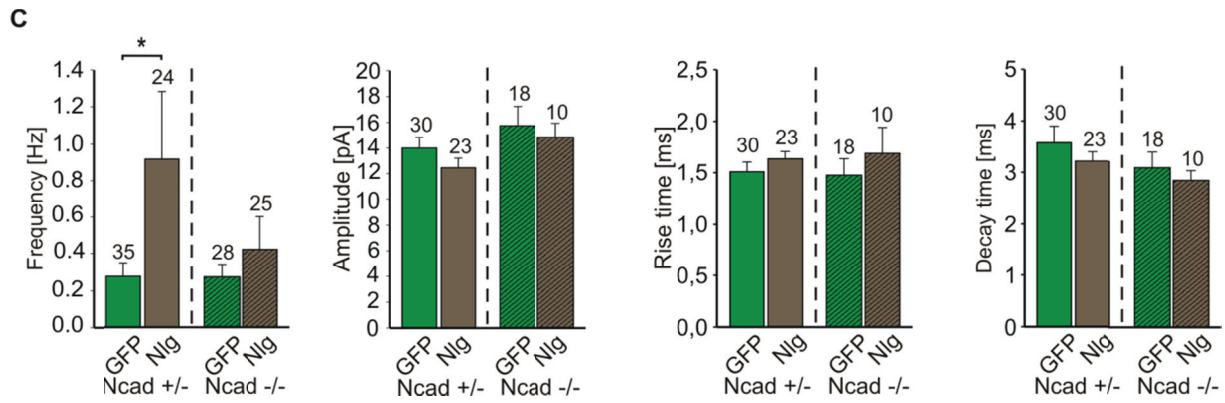 C
*
Frequency [Hz]
1.4
1.2
1.0
0.8
0.6
0.4
0.2
0.0
35
24
28
25
GFP
Nlg
GFP
Nlg
Ncad +/-
Ncad -/-
Amplitude [pA]
20
18
16
14
12
10
8
6
4
2
0
30
23
18
10
GFP
Nlg
GFP
Nlg
Ncad +/-
Ncad -/-
Rise time [ms]
2,5
2,0
1,5
1,0
0,5
0,0
30
23
18
10
GFP
Nlg
GFP
Nlg
Ncad +/-
Ncad -/-
Decay time [ms]
5
4
3
2
1
0
30
23
18
10
GFP
Nlg
GFP
Nlg
Ncad +/-
Ncad -/-